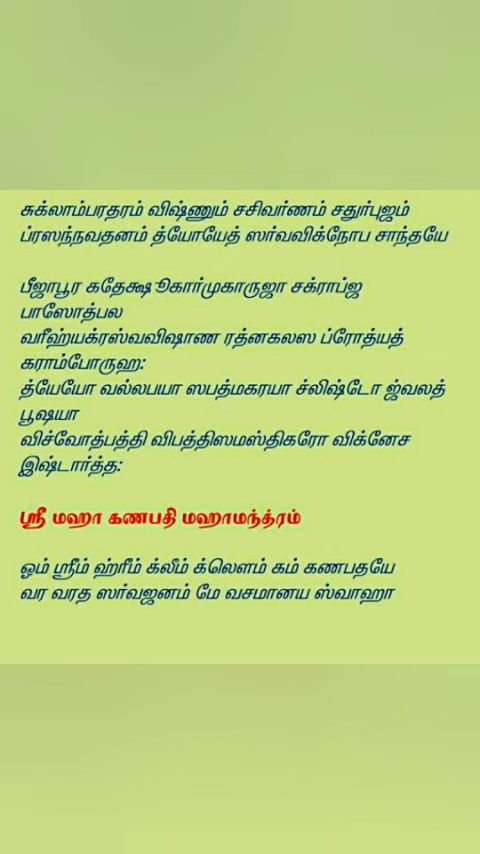 சுக்லாம்பரதரம் விஷ்ணும் சசிவர்ணம் சதுர்புஜம்
ப்ரஸந்நவதனம் த்யோயேத் ஸர்வவிக்நோப சாந்தயே
பீஜாபூர கதேக்ஷூகார்முகாருஜா சக்ராப்ஜ
பாஸோத்பல
வரீஹ்யக்ரஸ்வவிஷாண ரத்னகலஸ ப்ரோத்யத்
கராம்போருஹ:
த்யேயோ வல்லபயா ஸபத்மகரயா ச்லிஷ்டோ ஜ்வலத்
பூஷயா
விச்வோத்பத்தி விபத்திஸமஸ்திகரோ விக்னேச
இஷ்டார்த்த:
ஸ்ரீ மஹா கணபதி மஹாமந்த்ரம்
ஓம் ஸ்ரீம் ஹ்ரீம் க்லீம் க்லௌம் கம் கணபதயே
வர வரத ஸர்வஜனம் மே வசமானய ஸ்வாஹா